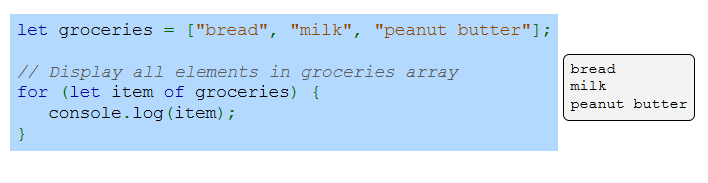 let groceries = ["bread", "milk", "peanut butter"];
// Display all elements in groceries array
for (let item of groceries) {
   console.log(item);
}
bread
milk
peanut butter